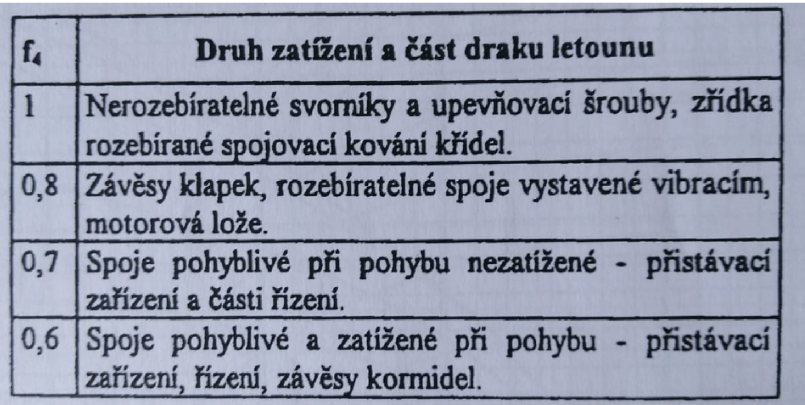 f₄ Druh zatížení a část draku letounu
1 Nerozebíratelné svorníky a upevňovací šrouby, zřídka
rozebírané spojovací kování křídel.
0,8 Závěsy klapek, rozebíratelné spoje vystavené vibracím,
motorová lože.
0,7 Spoje pohyblivé při pohybu nezatížené - přistávací
zařízení a části řízení.
0,6 Spoje pohyblivé a zatížené při pohybu - přistávací
zařízení, řízení, závěsy kormidel.